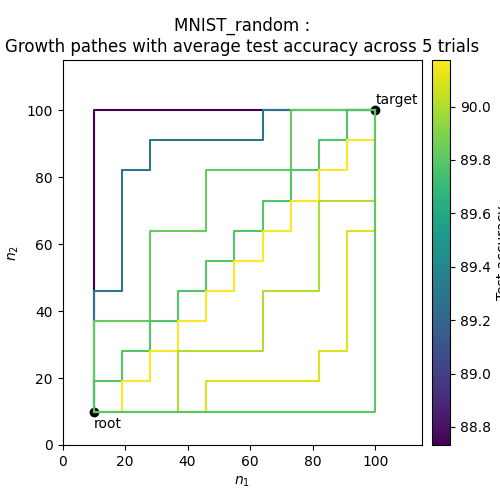 MNIST_random :
Growth pathes with average test accuracy across 5 trials
target
root
100
80
60
40
20
0
n2
0
20
40
60
80
100
n1
90.0
89.8
89.6
89.4
89.2
89.0
88.8
Test accuracy